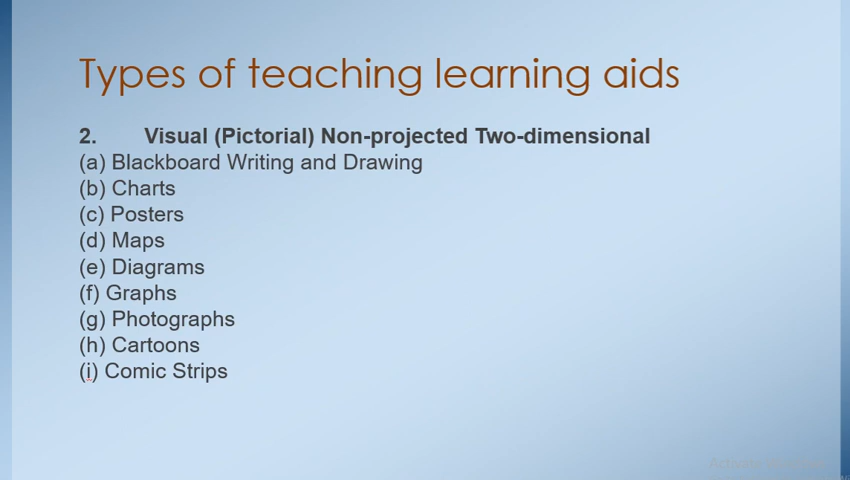 Types of teaching learning aids
2. Visual (Pictorial) Non-projected Two-dimensional
(a) Blackboard Writing and Drawing
(b) Charts
(c) Posters
(d) Maps
(e) Diagrams
(f) Graphs
(g) Photographs
(h) Cartoons
(i) Comic Strips